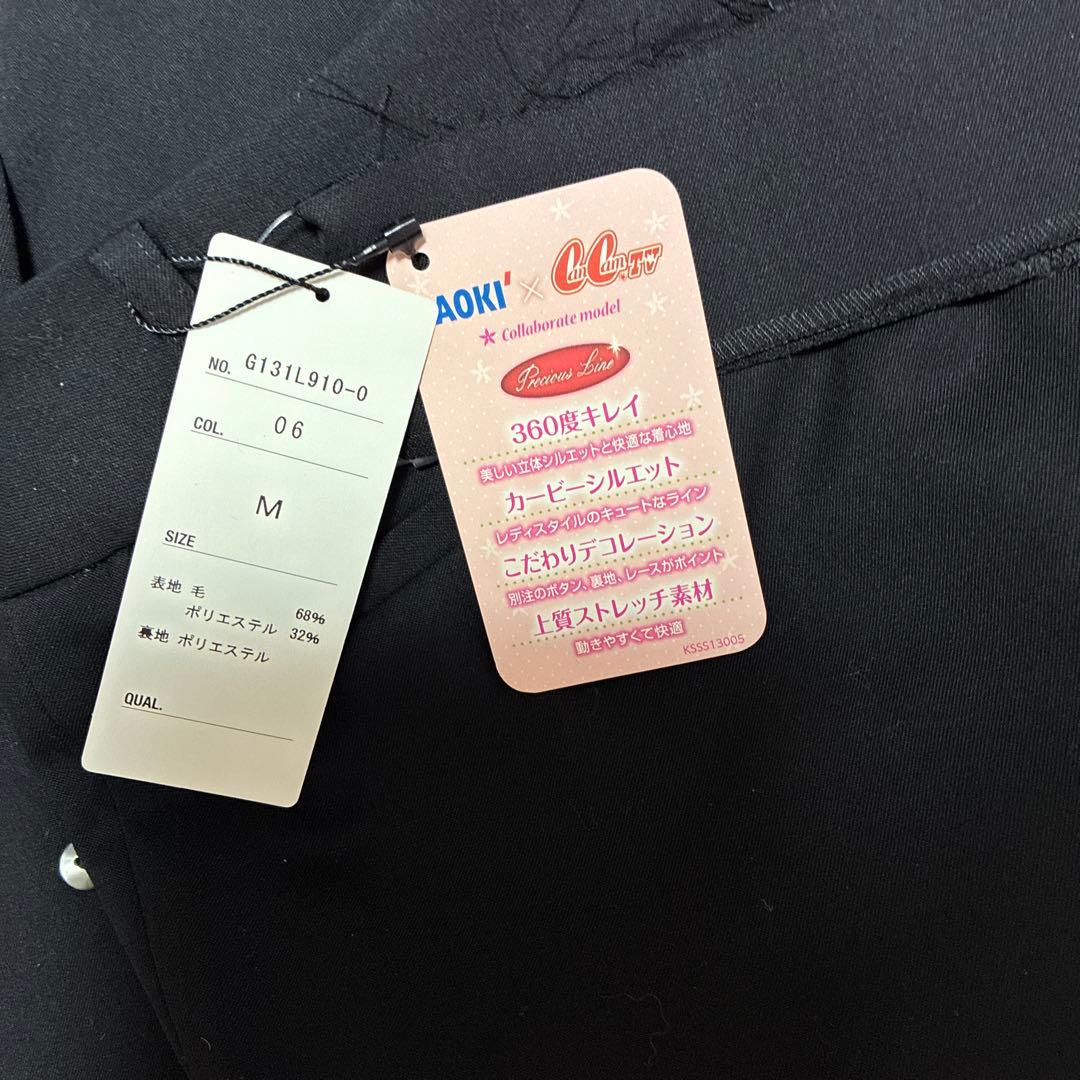 NO. G131L910-0
COL. 06
M
SIZE
表地 毛 68%
ポリエステル 32%
裏地 ポリエステル
QUAL.
AOKI' × CanCam.TV
Collaborate model
Precious Line
360度キレイ
美しい立体シルエットと快適な着心地
カービーシルエット
レディスタイルのキュートなライン
こだわりデコレーション
別注のボタン、裏地、レースがポイント
上質ストレッチ素材
動きやすくて快適
KSSS13005